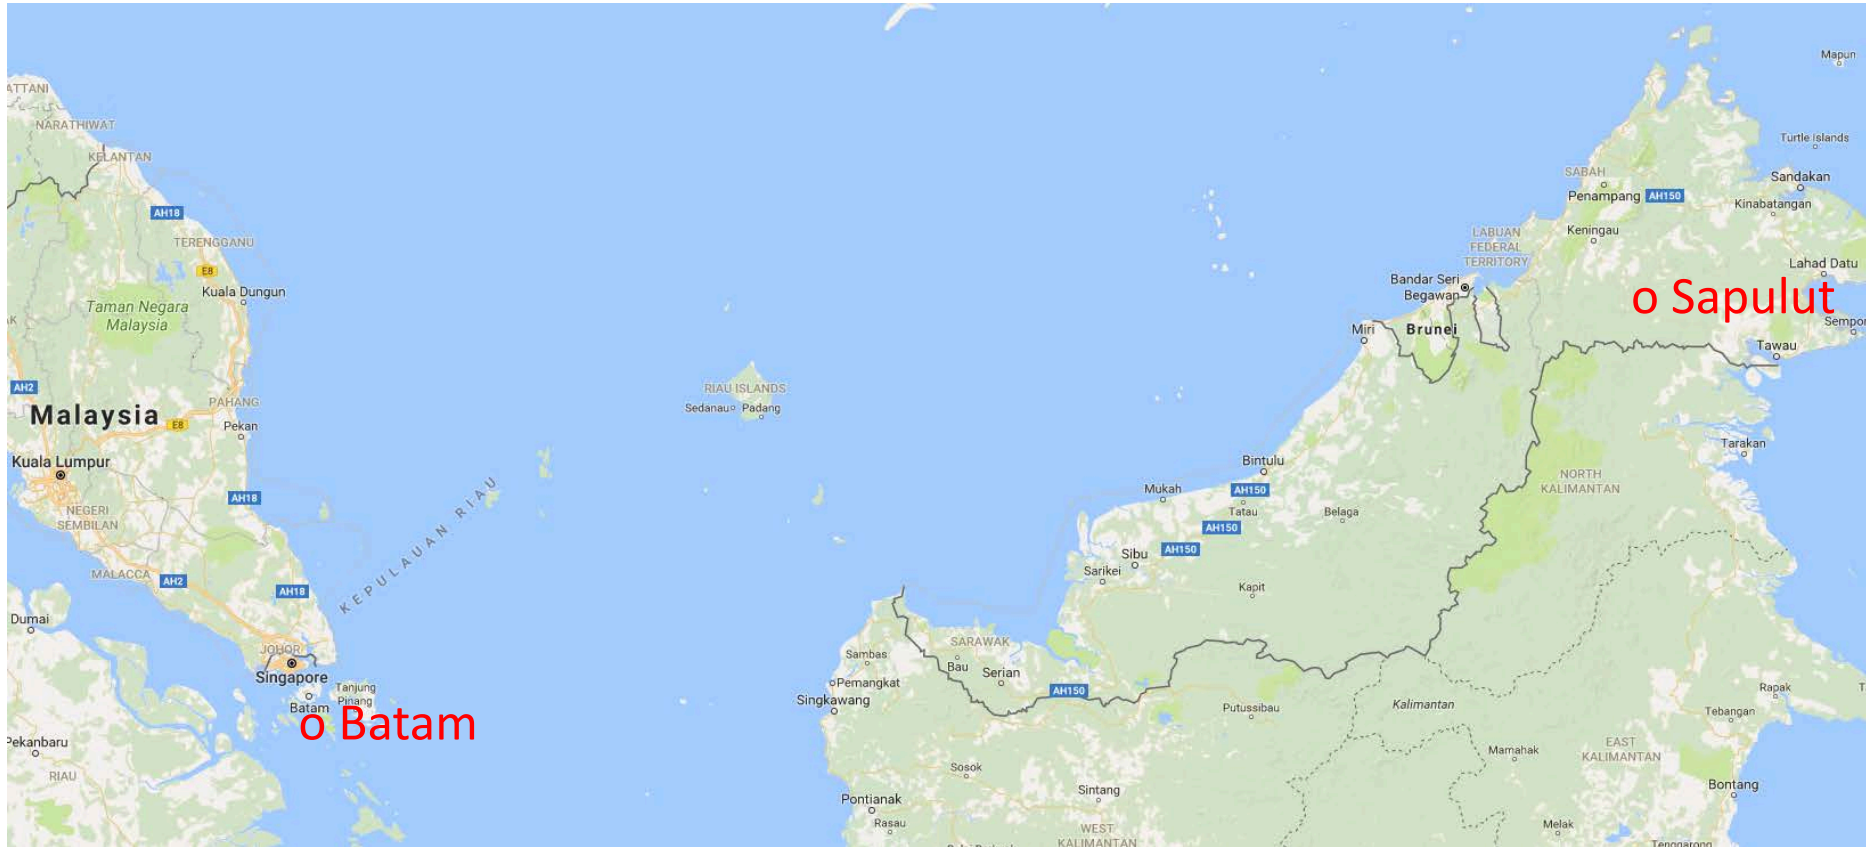 ATTANI
NARATHIWAT
KELANTAN
AH18
TERENGGANU
E8
Kuala Dungun
Taman Negara
Malaysia
AK
AH2
PAHANG
Malaysia
E8
Pekan
Kuala Lumpur
AH18
NEGERI
SEMBILAN
MALACCA
AH2
AH18
Dumai
JOHOR
Singapore
Batam
Tanjung
Pinang
o Batam
Pekanbaru
RIAU
KEPULAUAN RIAU
RIAU ISLANDS
Sedanau
Padang
Mapun
Turtle Islands
SABAH
Sandakan
Penampang
AH150
Kinabatangan
Keningau
LABUAN
FEDERAL
TERRITORY
Lahad Datu
Bandar Seri
Begawan
o Sapulut
Miri
Brunei
Sempor
Tawau
Tarakan
Bintulu
NORTH
KALIMANTAN
Mukah
AH150
Tatau
Belaga
AH150
Sibu
AH150
Sarikei
Kapit
SARAWAK
Sambas
Bau
Serian
Pemangkat
AH150
Singkawang
Putussibau
Kalimantan
Rapak
Tebangan
EAST
KALIMANTAN
Mamahak
Sosok
Sintang
Bontang
Pontianak
Rasau
WEST
KALIMANTAN
Melak
Tenggarong